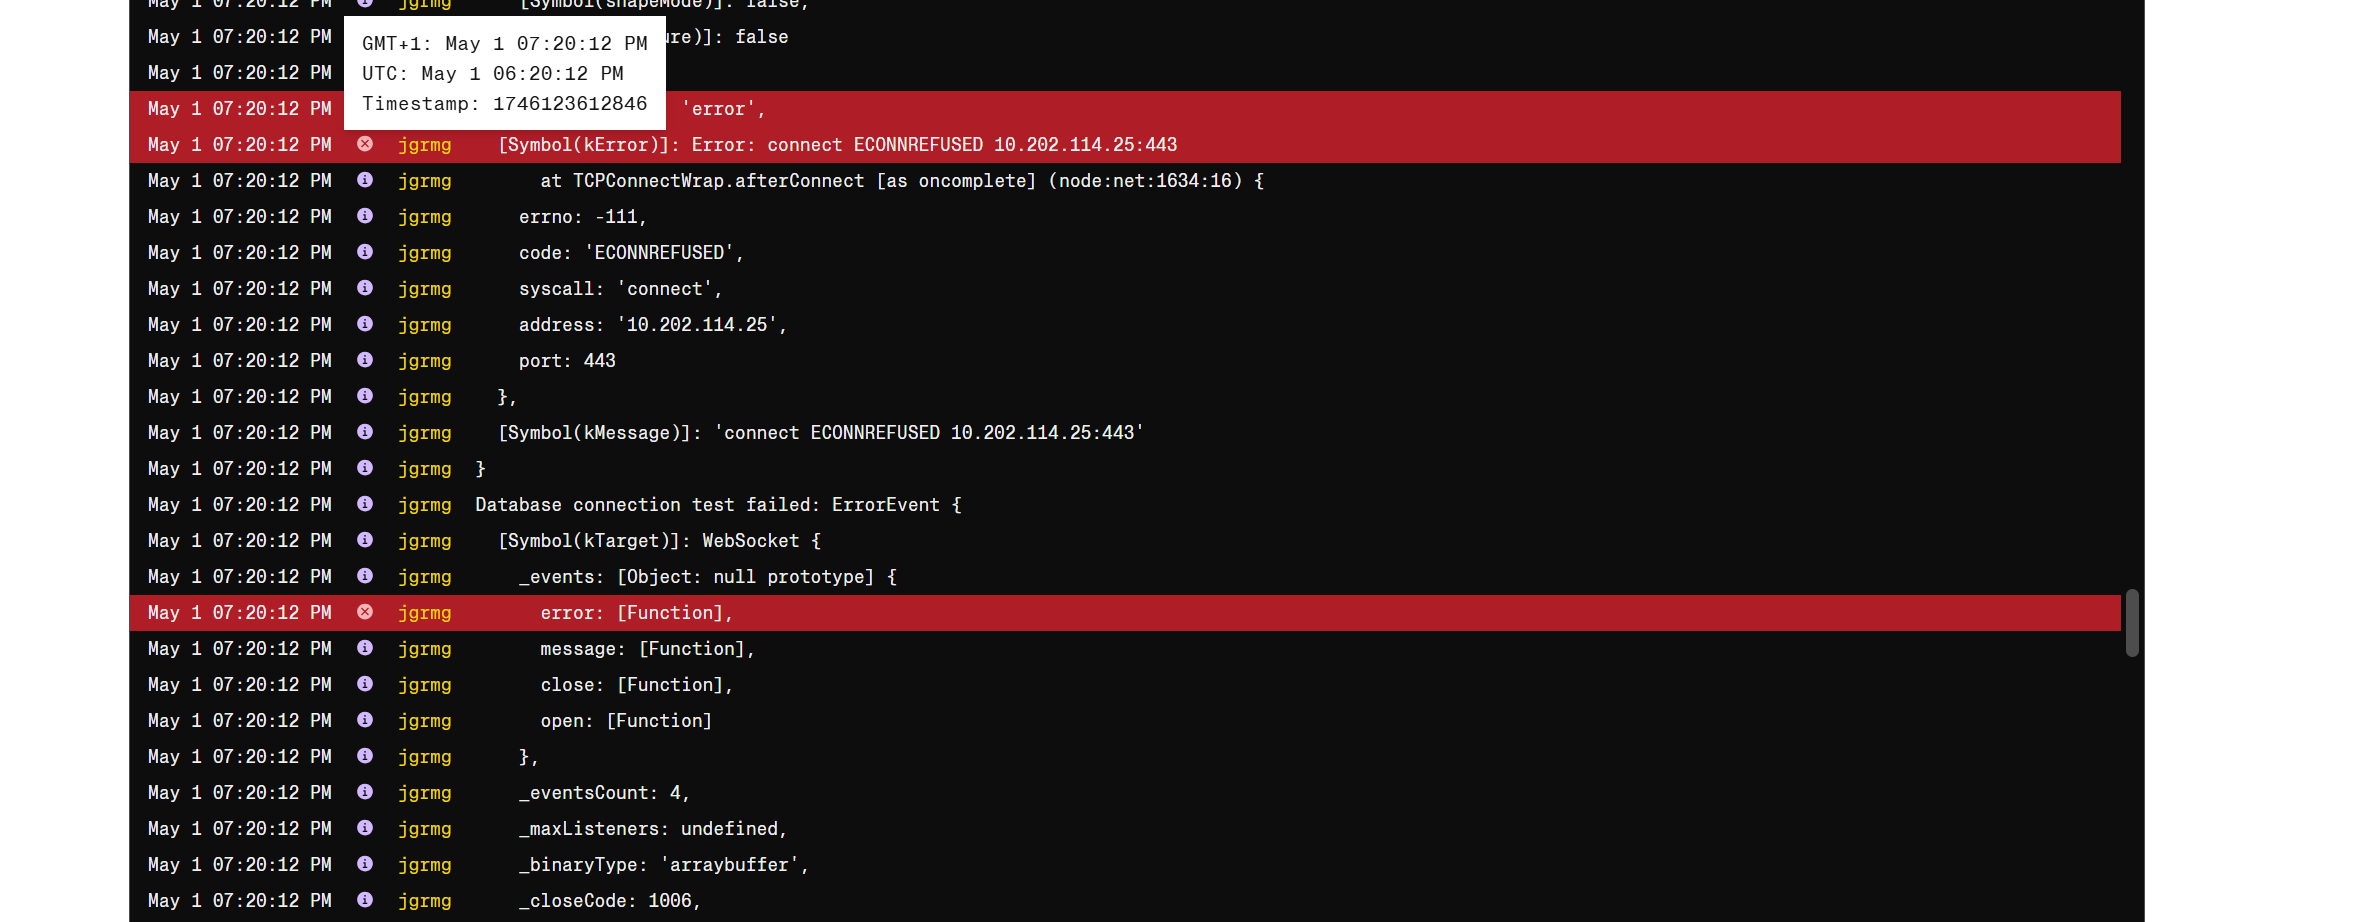 May 1 07:20:12 PM jgrmg [Symbol(shapeMode)]: false,
May 1 07:20:12 PM ure)]: false
May 1 07:20:12 PM
GMT+1: May 1 07:20:12 PM
UTC: May 1 06:20:12 PM
Timestamp: 1746123612846
May 1 07:20:12 PM 'error',
May 1 07:20:12 PM jgrmg [Symbol(kError)]: Error: connect ECONNREFUSED 10.202.114.25:443
May 1 07:20:12 PM jgrmg at TCPConnectWrap.afterConnect [as oncomplete] (node:net:1634:16) {
May 1 07:20:12 PM jgrmg errno: -111,
May 1 07:20:12 PM jgrmg code: 'ECONNREFUSED',
May 1 07:20:12 PM jgrmg syscall: 'connect',
May 1 07:20:12 PM jgrmg address: '10.202.114.25',
May 1 07:20:12 PM jgrmg port: 443
May 1 07:20:12 PM jgrmg },
May 1 07:20:12 PM jgrmg [Symbol(kMessage)]: 'connect ECONNREFUSED 10.202.114.25:443'
May 1 07:20:12 PM jgrmg }
May 1 07:20:12 PM jgrmg Database connection test failed: ErrorEvent {
May 1 07:20:12 PM jgrmg [Symbol(kTarget)]: WebSocket {
May 1 07:20:12 PM jgrmg _events: [Object: null prototype] {
May 1 07:20:12 PM jgrmg error: [Function],
May 1 07:20:12 PM jgrmg message: [Function],
May 1 07:20:12 PM jgrmg close: [Function],
May 1 07:20:12 PM jgrmg open: [Function]
May 1 07:20:12 PM jgrmg },
May 1 07:20:12 PM jgrmg _eventsCount: 4,
May 1 07:20:12 PM jgrmg _maxListeners: undefined,
May 1 07:20:12 PM jgrmg _binaryType: 'arraybuffer',
May 1 07:20:12 PM jgrmg _closeCode: 1006,